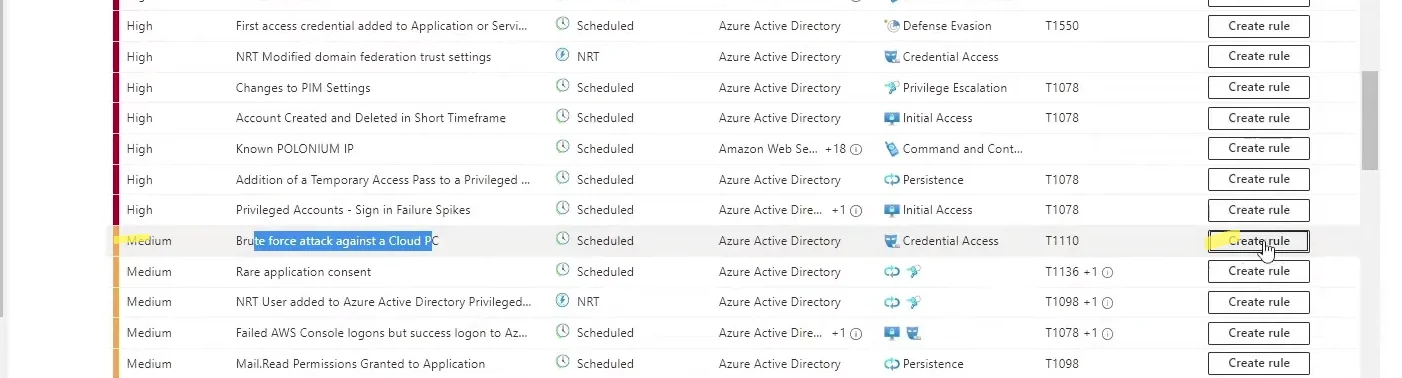 High First access credential added to Application or Servi... Scheduled Azure Active Directory Defense Evasion T1550 Create rule
High NRT Modified domain federation trust settings NRT Azure Active Directory Credential Access Create rule
High Changes to PIM Settings Scheduled Azure Active Directory Privilege Escalation T1078 Create rule
High Account Created and Deleted in Short Timeframe Scheduled Azure Active Directory Initial Access T1078 Create rule
High Known POLONIUM IP Scheduled Amazon Web Se... +18 Command and Cont... Create rule
High Addition of a Temporary Access Pass to a Privileged ... Scheduled Azure Active Directory Persistence T1078 Create rule
High Privileged Accounts - Sign in Failure Spikes Scheduled Azure Active Dire... +1 Initial Access T1078 Create rule
Medium Brute force attack against a Cloud PC Scheduled Azure Active Directory Credential Access T1110 Create rule
Medium Rare application consent Scheduled Azure Active Directory T1136 +1 Create rule
Medium NRT User added to Azure Active Directory Privileged... NRT Azure Active Directory T1098 +1 Create rule
Medium Failed AWS Console logons but success logon to Az... Scheduled Azure Active Dire... +1 T1078 +1 Create rule
Medium Mail.Read Permissions Granted to Application Scheduled Azure Active Directory Persistence T1098 Create rule